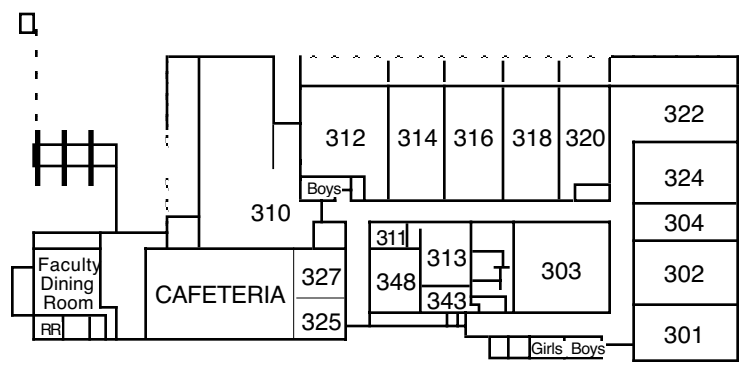 322
312
314
316
318
320
324
Boys
310
304
311
313
Faculty
Dining
Room
327
348
303
302
CAFETERIA
343
325
RR
301
Girls
Boys